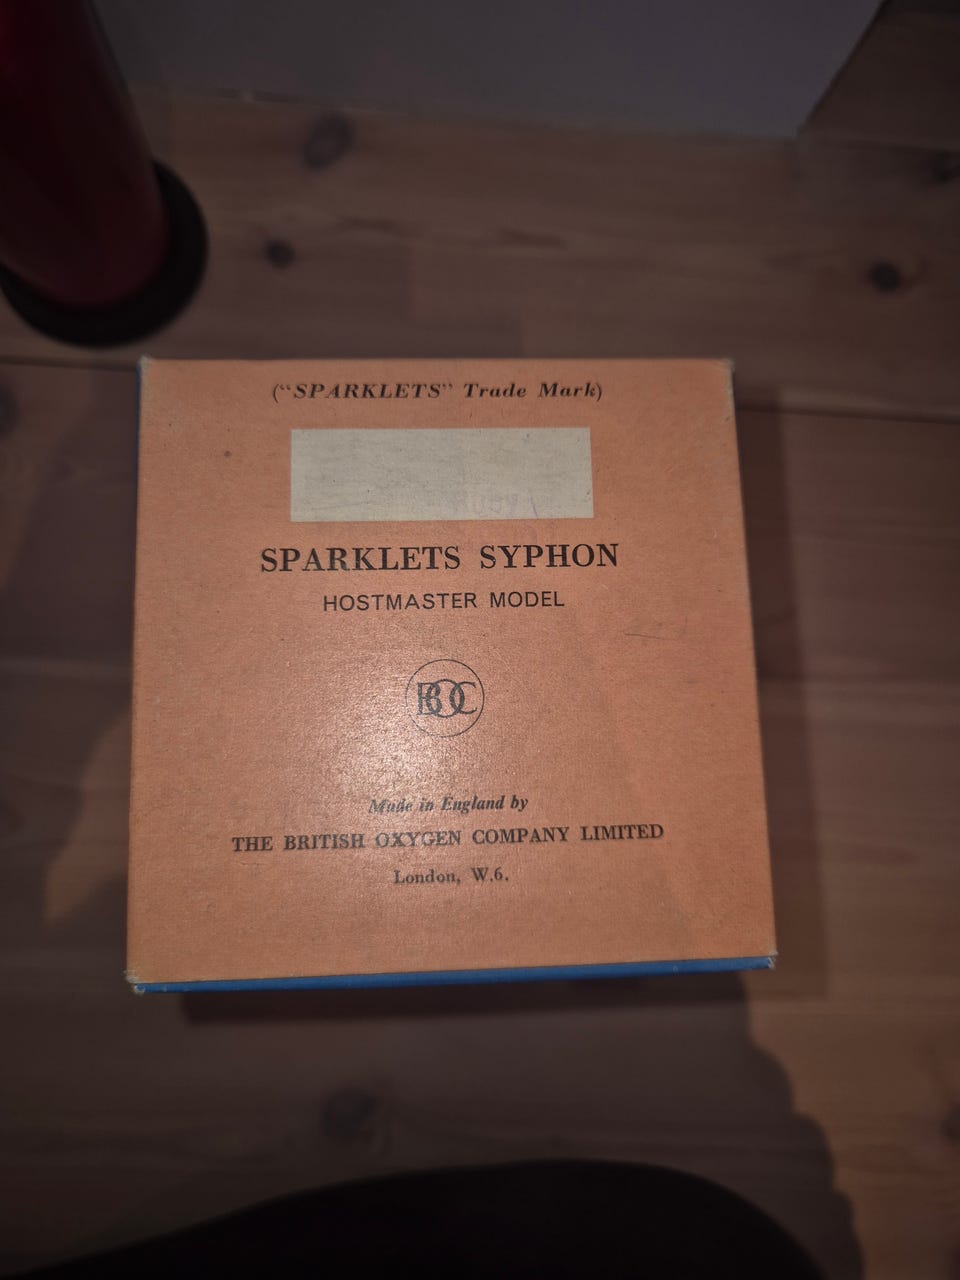 ("SPARKLETS" Trade Mark)
SPARKLETS SYPHON
HOSTMASTER MODEL
BOC
Made in England by
THE BRITISH OXYGEN COMPANY LIMITED
London, W.6.